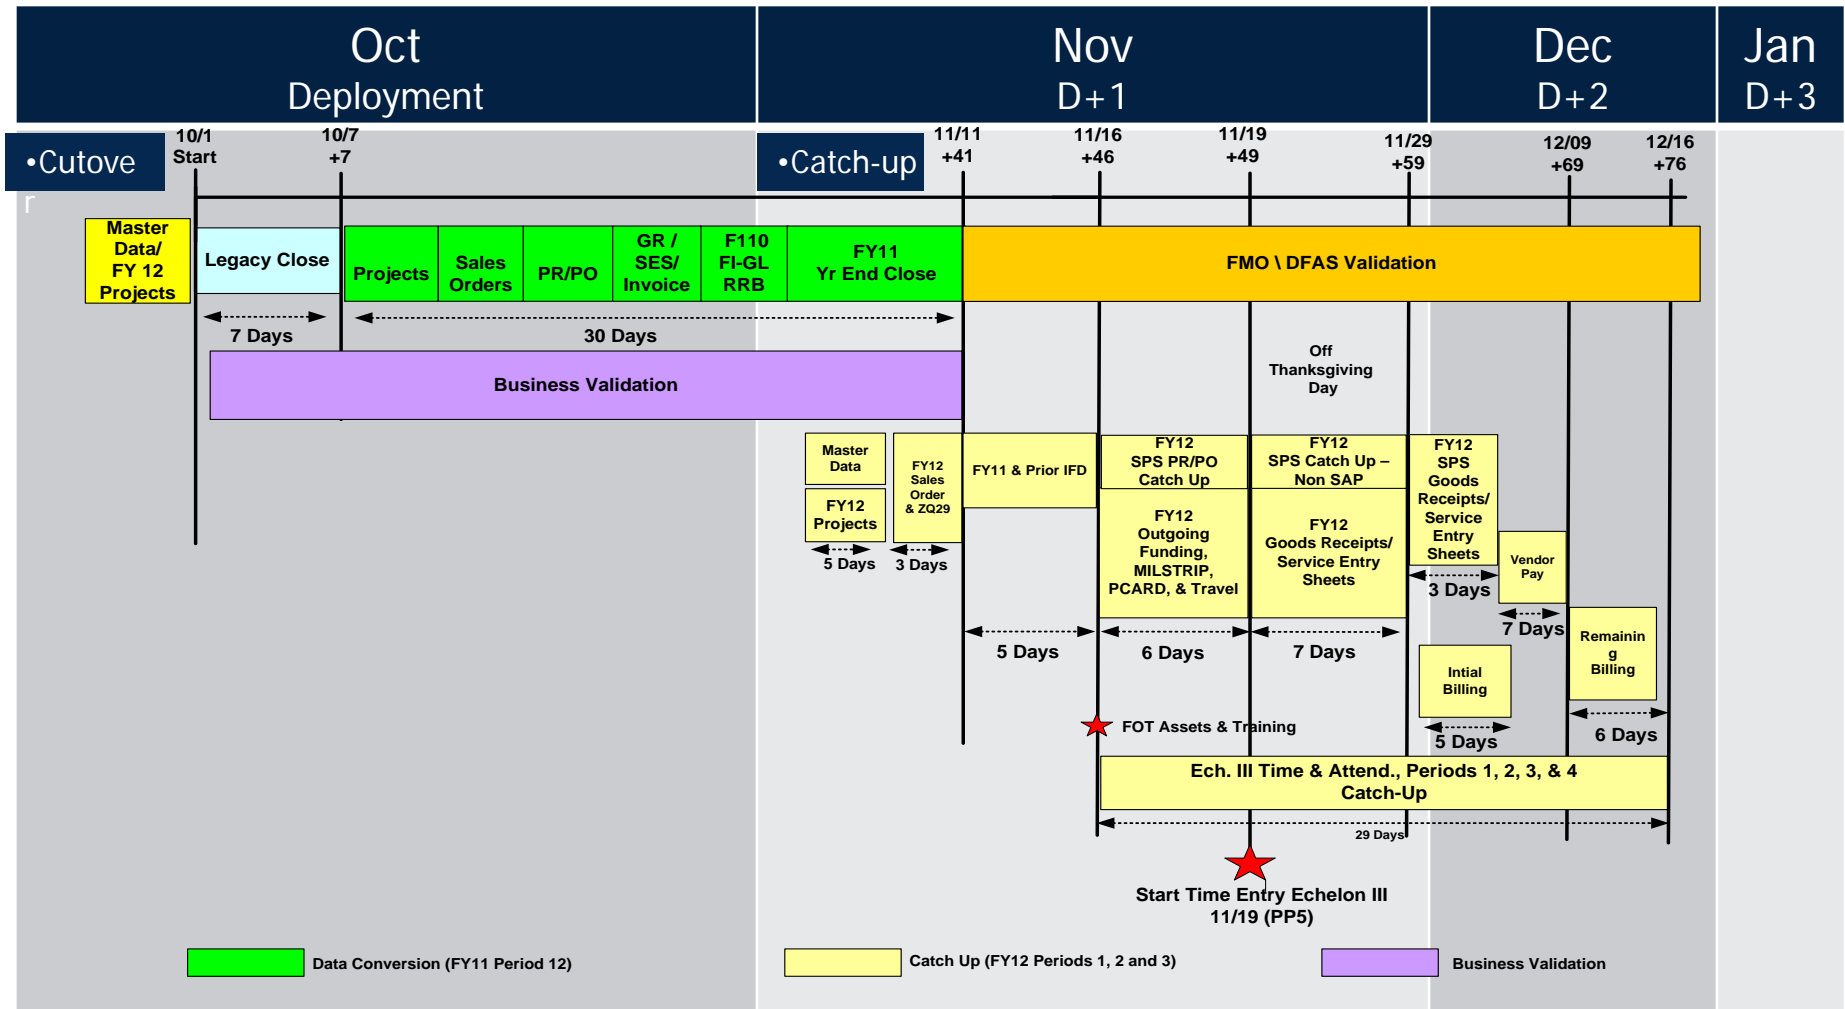 Oct
Deployment
Nov
D+1
Dec
D+2
Jan
D+3
•Cutove
r
•Catch-up
10/1
Start
10/7
+7
11/11
+41
11/16
+46
11/19
+49
11/29
+59
12/09
+69
12/16
+76
Master
Data/
FY 12
Projects
Legacy Close
Projects
Sales
Orders
PR/PO
GR /
SES/
Invoice
F110
FI-GL
RRB
FY11
Yr End Close
FMO \ DFAS Validation
7 Days
30 Days
Business Validation
Off
Thanksgiving
Day
Master
Data
FY12
Projects
5 Days
FY12
Sales
Order
& ZQ29
3 Days
FY11 & Prior IFD
5 Days
FY12
SPS PR/PO
Catch Up
FY12
Outgoing
Funding,
MILSTRIP,
PCARD, & Travel
6 Days
FY12
SPS Catch Up –
Non SAP
FY12
Goods Receipts/
Service Entry
Sheets
7 Days
FY12
SPS
Goods
Receipts/
Service
Entry
Sheets
3 Days
Vendor
Pay
7 Days
Intial
Billing
5 Days
Remainin
g
Billing
6 Days
FOT Assets & Training
Ech. III Time & Attend., Periods 1, 2, 3, & 4
Catch-Up
29 Days
Start Time Entry Echelon III
11/19 (PP5)
Data Conversion (FY11 Period 12)
Catch Up (FY12 Periods 1, 2 and 3)
Business Validation